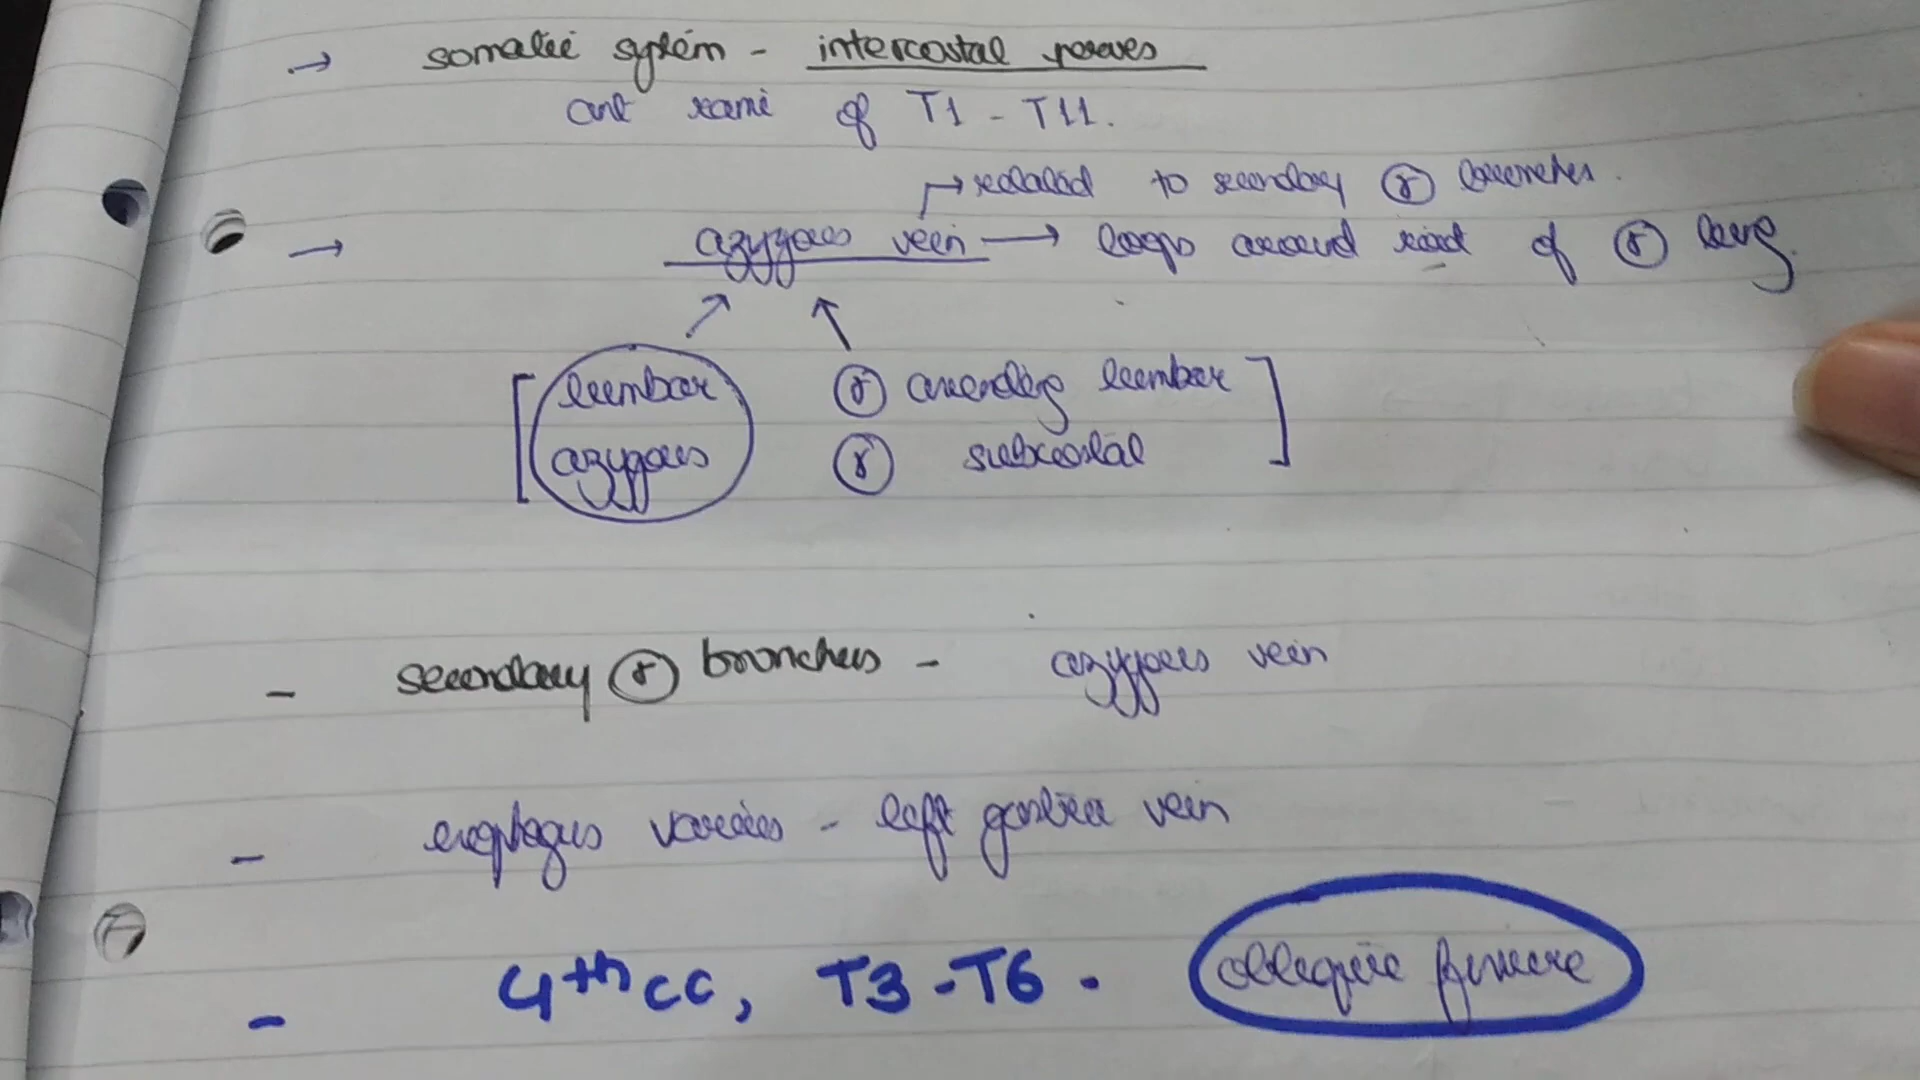 → somatic system - intercostal nerves
ant rami of T1 - T11.
→ related to secondary (r) bronchus.
→ azygous vein → loops around root of (r) lung.
[ lumbar (r) ascending lumbar ]
azygous (r) subcostal
- secondary (r) bronchus - azygous vein
- esophagus varices - left gastric vein
- 4th cc, T3 - T6. oblique fissure